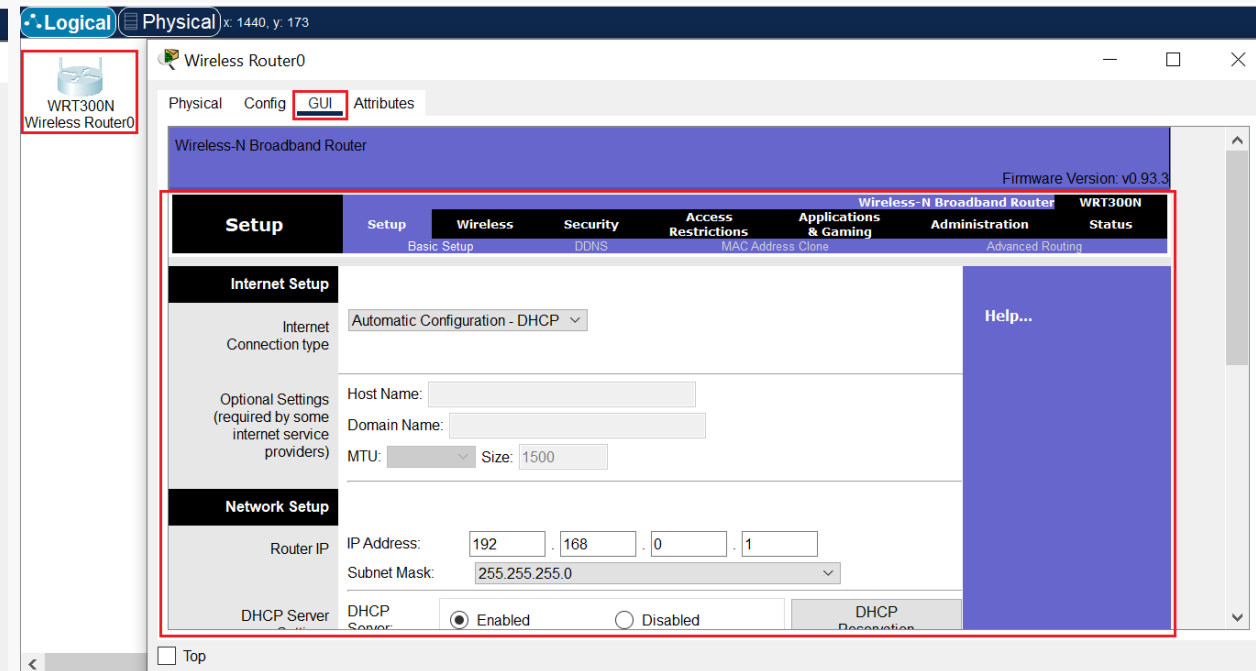 Logical Physical x: 1440, y: 173
WRT300N
Wireless Router0
Wireless Router0
Physical Config GUI Attributes
Wireless-N Broadband Router
Firmware Version: v0.93.3
Wireless-N Broadband Router WRT300N
Setup
Setup Wireless Security Access Restrictions Applications & Gaming Administration Status
Basic Setup DDNS MAC Address Clone Advanced Routing
Internet Setup
Internet
Connection type
Automatic Configuration - DHCP
Help...
Optional Settings
(required by some
internet service
providers)
Host Name:
Domain Name:
MTU: Size: 1500
Network Setup
Router IP
IP Address: 192 . 168 . 0 . 1
Subnet Mask: 255.255.255.0
DHCP Server
DHCP
Server:
Enabled Disabled
DHCP
Reservation
Top